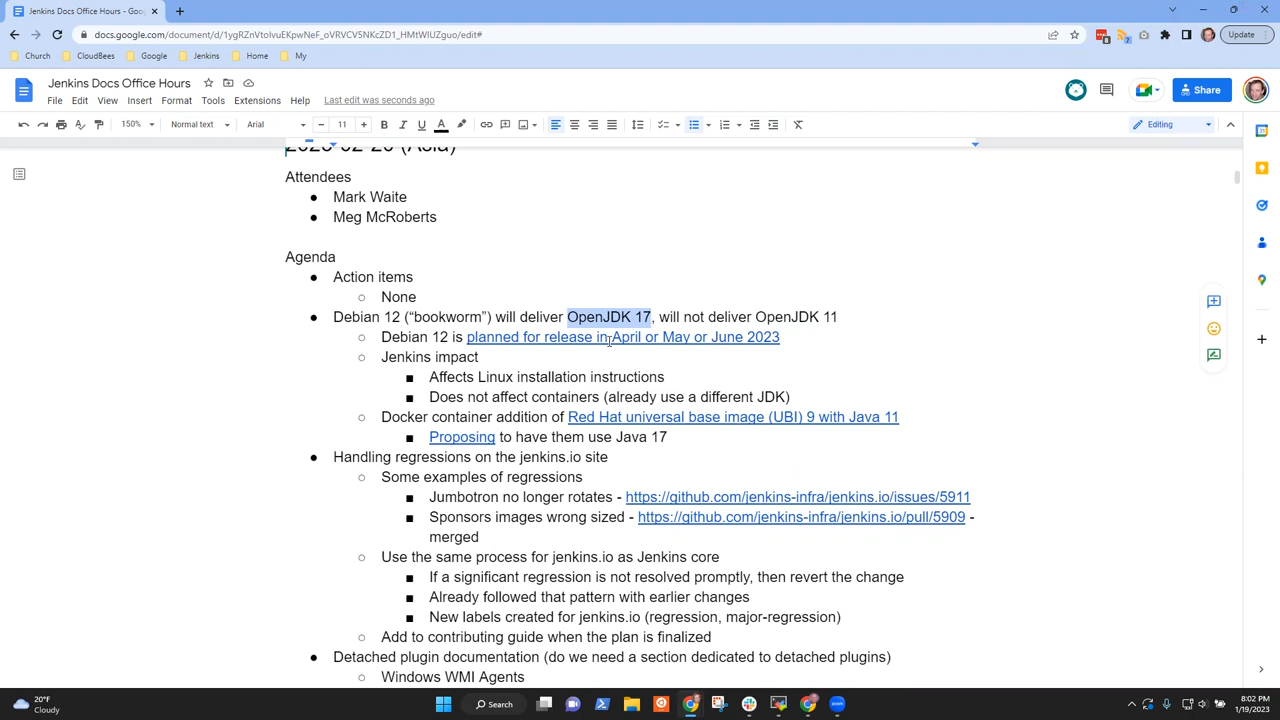 Jenkins Docs Office Hours
docs.google.com/document/d/1ygRZnVtoIvuEKpwNeF_oVRVCV5NKcZD1_HMtWIUZguo/edit#
Update
Church
CloudBees
Google
Jenkins
Home
My
Jenkins Docs Office Hours
File Edit View Insert Format Tools Extensions Help Last edit was seconds ago
Share
150% Normal text Arial 11 B I U A Editing
Attendees
● Mark Waite
● Meg McRoberts
Agenda
● Action items
○ None
● Debian 12 (“bookworm”) will deliver OpenJDK 17, will not deliver OpenJDK 11
○ Debian 12 is planned for release in April or May or June 2023
○ Jenkins impact
■ Affects Linux installation instructions
■ Does not affect containers (already use a different JDK)
○ Docker container addition of Red Hat universal base image (UBI) 9 with Java 11
■ Proposing to have them use Java 17
● Handling regressions on the jenkins.io site
○ Some examples of regressions
■ Jumbotron no longer rotates - https://github.com/jenkins-infra/jenkins.io/issues/5911
■ Sponsors images wrong sized - https://github.com/jenkins-infra/jenkins.io/pull/5909 -
merged
○ Use the same process for jenkins.io as Jenkins core
■ If a significant regression is not resolved promptly, then revert the change
■ Already followed that pattern with earlier changes
■ New labels created for jenkins.io (regression, major-regression)
○ Add to contributing guide when the plan is finalized
● Detached plugin documentation (do we need a section dedicated to detached plugins)
○ Windows WMI Agents
20°F
Cloudy
Search
6:02 PM
1/19/2023